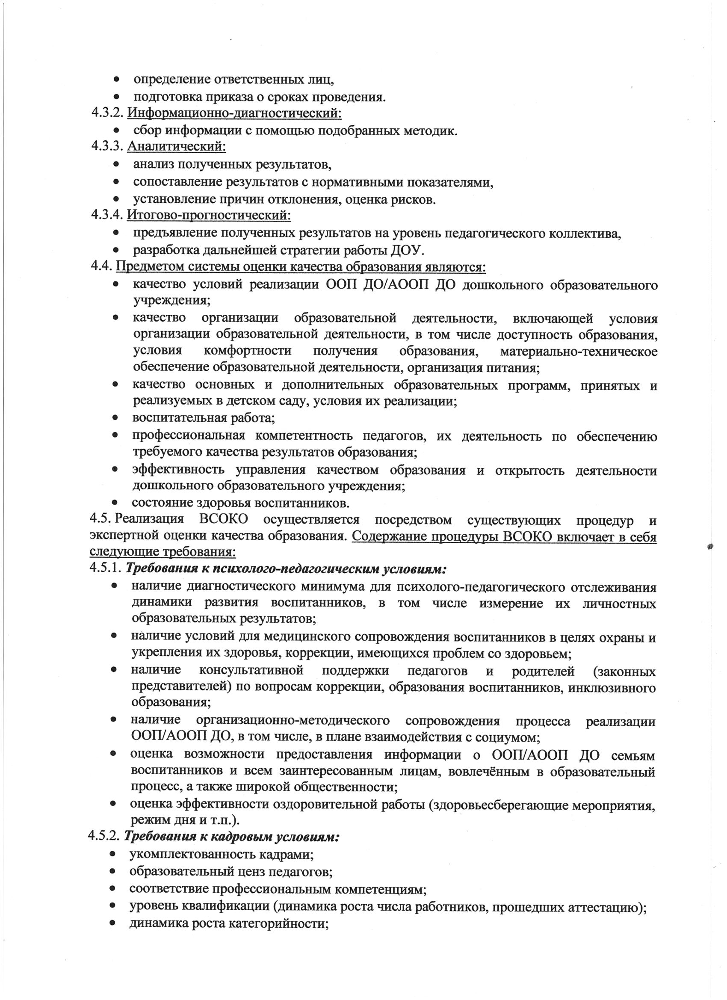 • определение ответственных лиц,
• подготовка приказа о сроках проведения.
4.3.2. Информационно-диагностический:
• сбор информации с помощью подобранных методик.
4.3.3. Аналитический:
• анализ полученных результатов,
• сопоставление результатов с нормативными показателями,
• установление причин отклонения, оценка рисков.
4.3.4. Итогово-прогностический:
• предъявление полученных результатов на уровень педагогического коллектива,
• разработка дальнейшей стратегии работы ДОУ.
4.4. Предметом системы оценки качества образования являются:
• качество условий реализации ООП ДО/АООП ДО дошкольного образовательного
учреждения;
• качество организации образовательной деятельности, включающей условия
организации образовательной деятельности, в том числе доступность образования,
условия комфортности получения образования, материально-техническое
обеспечение образовательной деятельности, организация питания;
• качество основных и дополнительных образовательных программ, принятых и
реализуемых в детском саду, условия их реализации;
• воспитательная работа;
• профессиональная компетентность педагогов, их деятельность по обеспечению
требуемого качества результатов образования;
• эффективность управления качеством образования и открытость деятельности
дошкольного образовательного учреждения;
• состояние здоровья воспитанников.
4.5. Реализация ВСОКО осуществляется посредством существующих процедур и
экспертной оценки качества образования. Содержание процедуры ВСОКО включает в себя
следующие требования:
4.5.1. Требования к психолого-педагогическим условиям:
• наличие диагностического минимума для психолого-педагогического отслеживания
динамики развития воспитанников, в том числе измерение их личностных
образовательных результатов;
• наличие условий для медицинского сопровождения воспитанников в целях охраны и
укрепления их здоровья, коррекции, имеющихся проблем со здоровьем;
• наличие консультативной поддержки педагогов и родителей (законных
представителей) по вопросам коррекции, образования воспитанников, инклюзивного
образования;
• наличие организационно-методического сопровождения процесса реализации
ООП/АООП ДО, в том числе, в плане взаимодействия с социумом;
• оценка возможности предоставления информации о ООП/АООП ДО семьям
воспитанников и всем заинтересованным лицам, вовлечённым в образовательный
процесс, а также широкой общественности;
• оценка эффективности оздоровительной работы (здоровьесберегающие мероприятия,
режим дня и т.п.).
4.5.2. Требования к кадровым условиям:
• укомплектованность кадрами;
• образовательный ценз педагогов;
• соответствие профессиональным компетенциям;
• уровень квалификации (динамика роста числа работников, прошедших аттестацию);
• динамика роста категорийности;